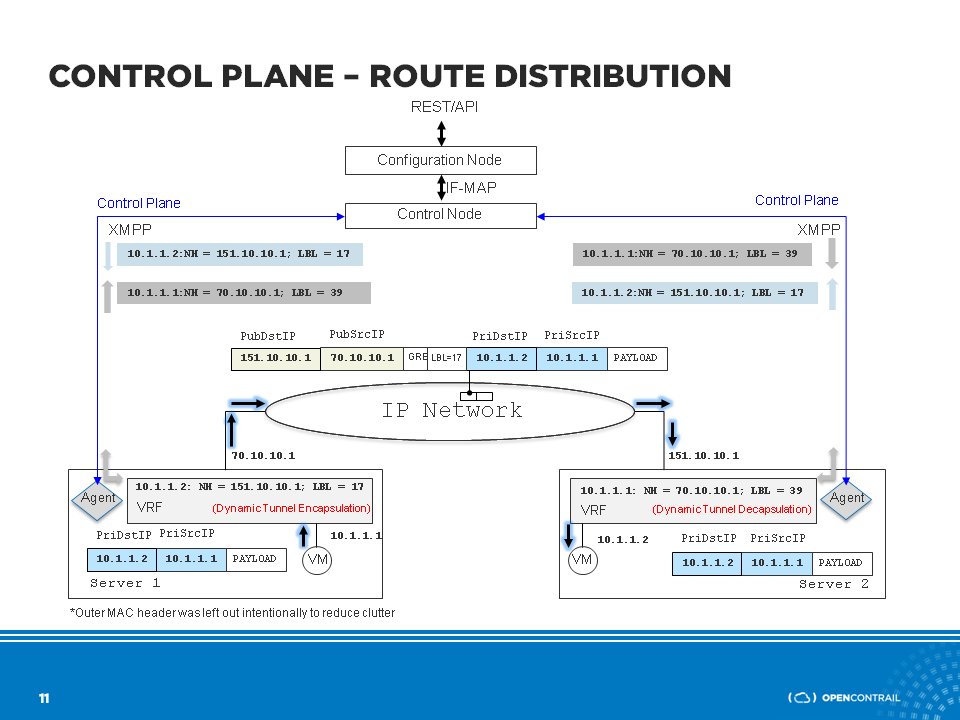 CONTROL PLANE – ROUTE DISTRIBUTION
REST/API
Configuration Node
IF-MAP
Control Node
Control Plane
Control Plane
XMPP
XMPP
10.1.1.2:NH = 151.10.10.1; LBL = 17
10.1.1.1:NH = 70.10.10.1; LBL = 39
10.1.1.1:NH = 70.10.10.1; LBL = 39
10.1.1.2:NH = 151.10.10.1; LBL = 17
PubDstIP PubSrcIP PriDstIP PriSrcIP
151.10.10.1 70.10.10.1 GRE LBL=17 10.1.1.2 10.1.1.1 PAYLOAD
IP Network
70.10.10.1
151.10.10.1
Agent
10.1.1.2: NH = 151.10.10.1; LBL = 17
VRF (Dynamic Tunnel Encapsulation)
10.1.1.1
PriDstIP PriSrcIP
10.1.1.2 10.1.1.1 PAYLOAD
VM
Server 1
10.1.1.1: NH = 70.10.10.1; LBL = 39
VRF (Dynamic Tunnel Decapsulation)
Agent
10.1.1.2
VM
PriDstIP PriSrcIP
10.1.1.2 10.1.1.1 PAYLOAD
Server 2
*Outer MAC header was left out intentionally to reduce clutter
11
OPENCONTRAIL